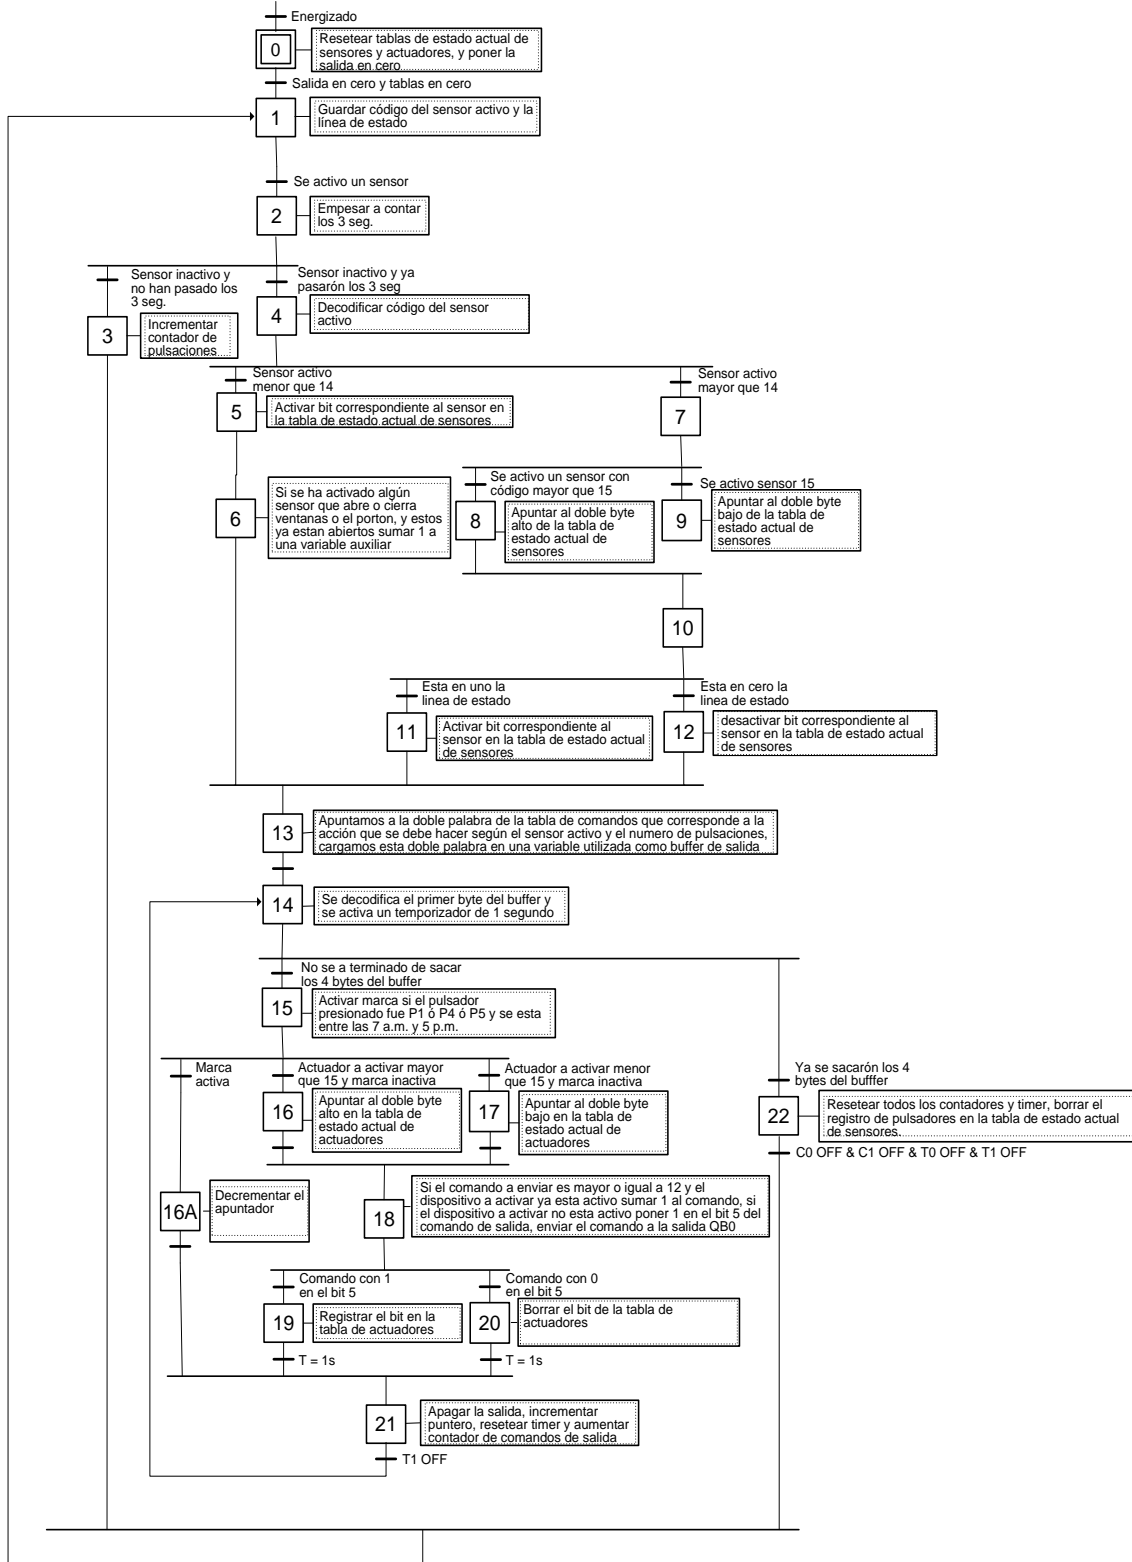 Energizado
0
Resetear tablas de estado actual de
sensores y actuadores, y poner la
salida en cero
Salida en cero y tablas en cero
1
Guardar código del sensor activo y la
línea de estado
Se activo un sensor
2
Empesar a contar
los 3 seg.
Sensor inactivo y
no han pasado los
3 seg.
Sensor inactivo y ya
pasarón los 3 seg
3
Incrementar
contador de
pulsaciones
4
Decodificar código del sensor
activo
Sensor activo
menor que 14
Sensor activo
mayor que 14
5
Activar bit correspondiente al sensor en
la tabla de estado actual de sensores
7
6
Si se ha activado algún
sensor que abre o cierra
ventanas o el porton, y estos
ya estan abiertos sumar 1 a
una variable auxiliar
Se activo un sensor con
código mayor que 15
Se activo sensor 15
8
Apuntar al doble byte
alto de la tabla de
estado actual de
sensores
9
Apuntar al doble byte
bajo de la tabla de
estado actual de
sensores
10
Esta en uno la
linea de estado
Esta en cero la
linea de estado
11
Activar bit correspondiente al
sensor en la tabla de estado actual
de sensores
12
desactivar bit correspondiente al
sensor en la tabla de estado actual
de sensores
13
Apuntamos a la doble palabra de la tabla de comandos que corresponde a la
acción que se debe hacer según el sensor activo y el numero de pulsaciones,
cargamos esta doble palabra en una variable utilizada como buffer de salida
14
Se decodifica el primer byte del buffer y
se activa un temporizador de 1 segundo
No se a terminado de sacar
los 4 bytes del buffer
15
Activar marca si el pulsador
presionado fue P1 ó P4 ó P5 y se esta
entre las 7 a.m. y 5 p.m.
Marca
activa
Actuador a activar mayor
que 15 y marca inactiva
Actuador a activar menor
que 15 y marca inactiva
Ya se sacarón los 4
bytes del bufffer
16
Apuntar al doble byte
alto en la tabla de
estado actual de
actuadores
17
Apuntar al doble byte
bajo en la tabla de
estado actual de
actuadores
22
Resetear todos los contadores y timer, borrar el
registro de pulsadores en la tabla de estado actual
de sensores.
C0 OFF & C1 OFF & T0 OFF & T1 OFF
16A
Decrementar el
apuntador
18
Si el comando a enviar es mayor o igual a 12 y el
dispositivo a activar ya esta activo sumar 1 al comando, si
el dispositivo a activar no esta activo poner 1 en el bit 5 del
comando de salida, enviar el comando a la salida QB0
Comando con 1
en el bit 5
Comando con 0
en el bit 5
19
Registrar el bit en la
tabla de actuadores
20
Borrar el bit de la tabla de
actuadores
T = 1s
T = 1s
21
Apagar la salida, incrementar
puntero, resetear timer y aumentar
contador de comandos de salida
T1 OFF